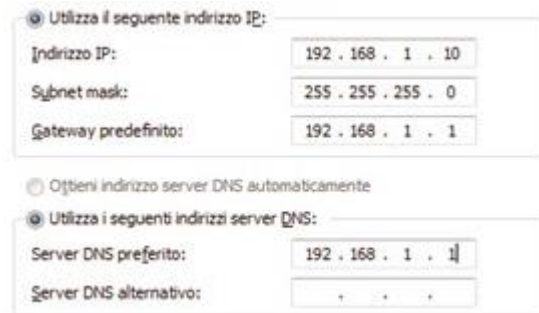 Utilizza il seguente indirizzo IP:
Indirizzo IP: 192 . 168 . 1 . 10
Subnet mask: 255 . 255 . 255 . 0
Gateway predefinito: 192 . 168 . 1 . 1
Ottieni indirizzo server DNS automaticamente
Utilizza i seguenti indirizzi server DNS:
Server DNS preferito: 192 . 168 . 1 . 1
Server DNS alternativo: . . .